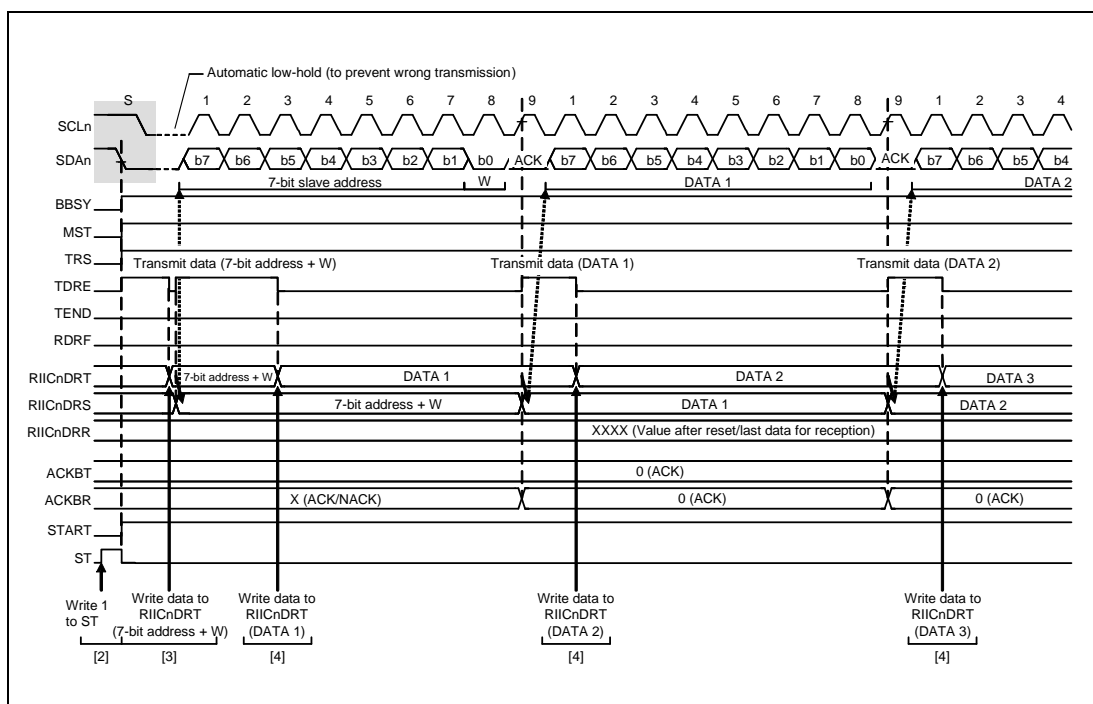 Automatic low-hold (to prevent wrong transmission)
S 1 2 3 4 5 6 7 8 9 1 2 3 4 5 6 7 8 9 1 2 3 4
SCLn
SDAn b7 b6 b5 b4 b3 b2 b1 b0 ACK b7 b6 b5 b4 b3 b2 b1 b0 ACK b7 b6 b5 b4
7-bit slave address W DATA 1 DATA 2
BBSY
MST
TRS
Transmit data (7-bit address + W) Transmit data (DATA 1) Transmit data (DATA 2)
TDRE
TEND
RDRF
RIICnDRT 7-bit address + W DATA 1 DATA 2 DATA 3
RIICnDRS 7-bit address + W DATA 1 DATA 2
RIICnDRR XXXX (Value after reset/last data for reception)
ACKBT 0 (ACK)
ACKBR X (ACK/NACK) 0 (ACK) 0 (ACK)
START
ST
Write 1 Write data to Write data to Write data to Write data to
to ST RIICnDRT RIICnDRT RIICnDRT RIICnDRT
(7-bit address + W) (DATA 1) (DATA 2) (DATA 3)
[2] [3] [4] [4] [4]